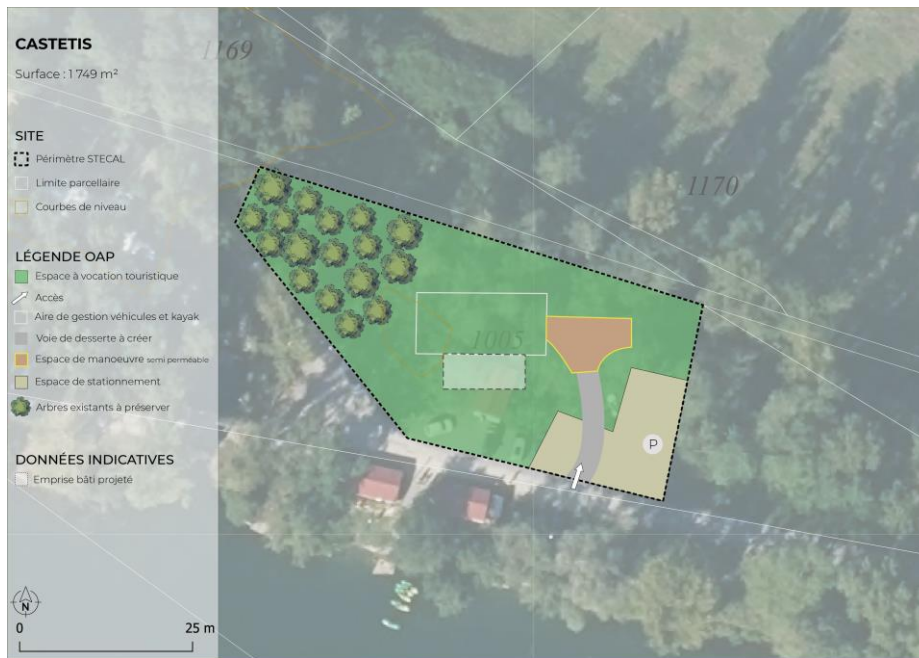 CASTETIS
Surface : 1 749 m²
SITE
Périmètre STECAL
Limite parcellaire
Courbes de niveau
LÉGENDE OAP
Espace à vocation touristique
Accès
Aire de gestion véhicules et kayak
Voie de desserte à créer
Espace de manoeuvre semi perméable
Espace de stationnement
Arbres existants à préserver
DONNÉES INDICATIVES
Emprise bâti projeté
N
0 25 m
1169
1170
1005
P